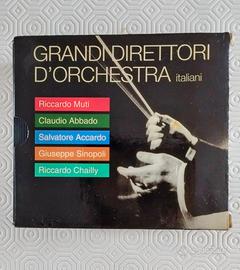 GRANDI DIRETTORI
D'ORCHESTRA italiani
Riccardo Muti
Claudio Abbado
Salvatore Accardo
Giuseppe Sinopoli
Riccardo Chailly